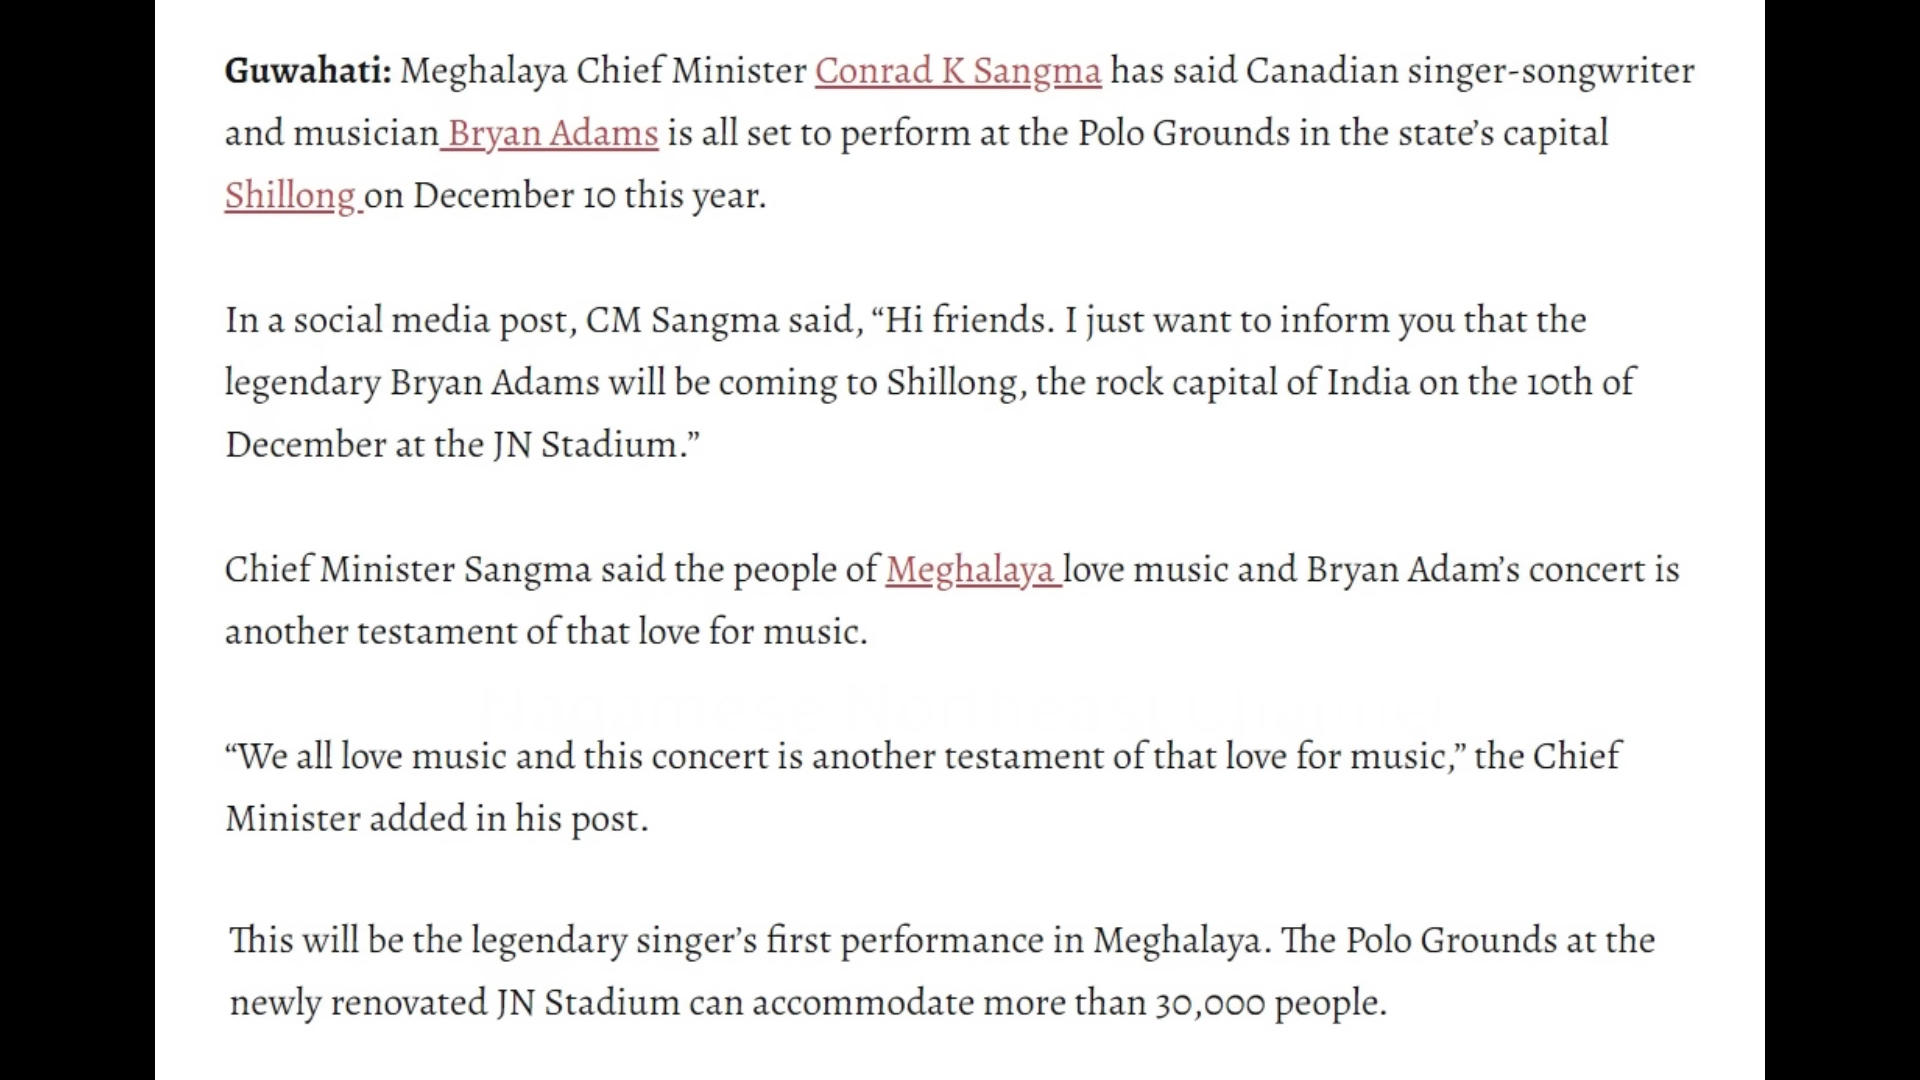 Guwahati: Meghalaya Chief Minister Conrad K Sangma has said Canadian singer-songwriter
and musician Bryan Adams is all set to perform at the Polo Grounds in the state’s capital
Shillong on December 10 this year.
In a social media post, CM Sangma said, “Hi friends. I just want to inform you that the
legendary Bryan Adams will be coming to Shillong, the rock capital of India on the 10th of
December at the JN Stadium.”
Chief Minister Sangma said the people of Meghalaya love music and Bryan Adam’s concert is
another testament of that love for music.
“We all love music and this concert is another testament of that love for music,” the Chief
Minister added in his post.
This will be the legendary singer’s first performance in Meghalaya. The Polo Grounds at the
newly renovated JN Stadium can accommodate more than 30,000 people.